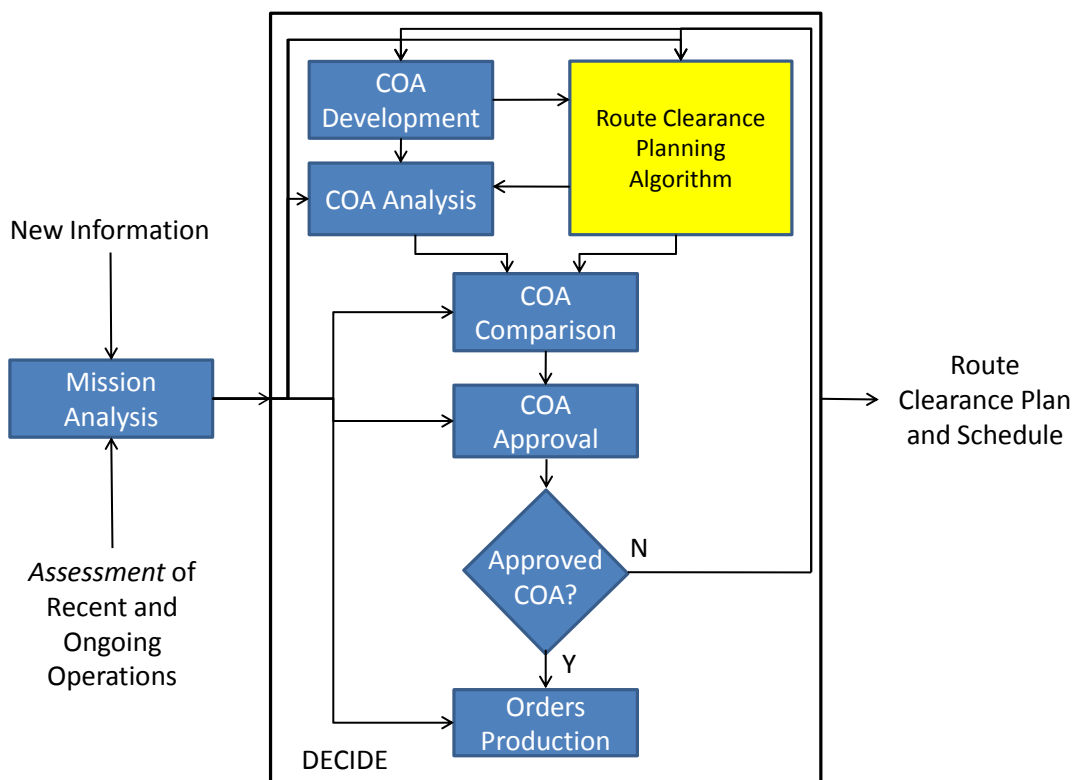 COA
Development
Route Clearance
Planning
Algorithm
COA Analysis
New Information
COA
Comparison
Mission
Analysis
COA
Approval
Route
Clearance Plan
and Schedule
N
Approved
COA?
Assessment of
Recent and
Ongoing
Operations
Y
Orders
Production
DECIDE